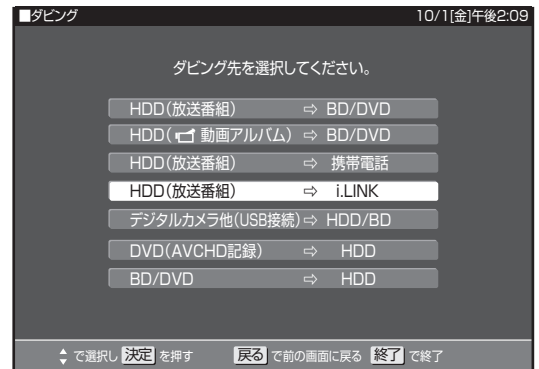 ■ダビング 10/1[金]午後2:09
ダビング先を選択してください。
HDD(放送番組) ⇨ BD/DVD
HDD( 動画アルバム) ⇨ BD/DVD
HDD(放送番組) ⇨ 携帯電話
HDD(放送番組) ⇨ i.LINK
デジタルカメラ他(USB接続) ⇨ HDD/BD
DVD(AVCHD記録) ⇨ HDD
BD/DVD ⇨ HDD
で選択し 決定 を押す 戻る で前の画面に戻る 終了 で終了